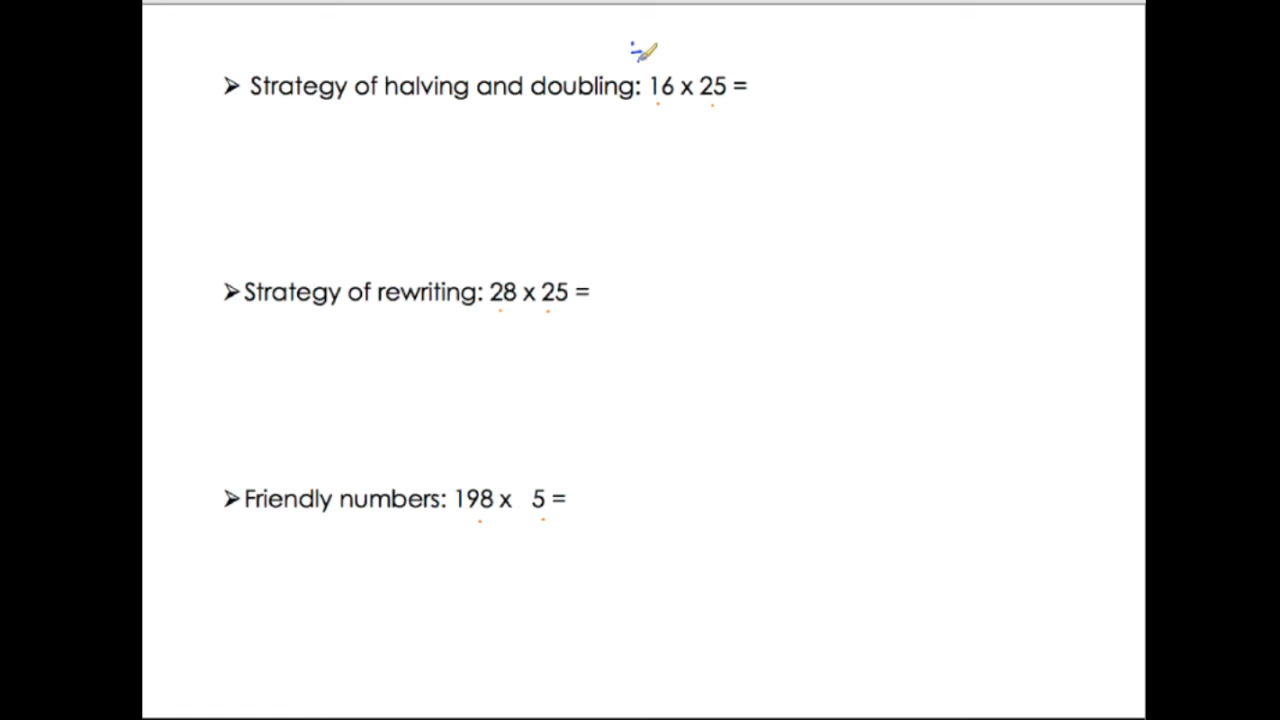 ➢ Strategy of halving and doubling: 16 x 25 =
➢Strategy of rewriting: 28 x 25 =
➢Friendly numbers: 198 x 5 =